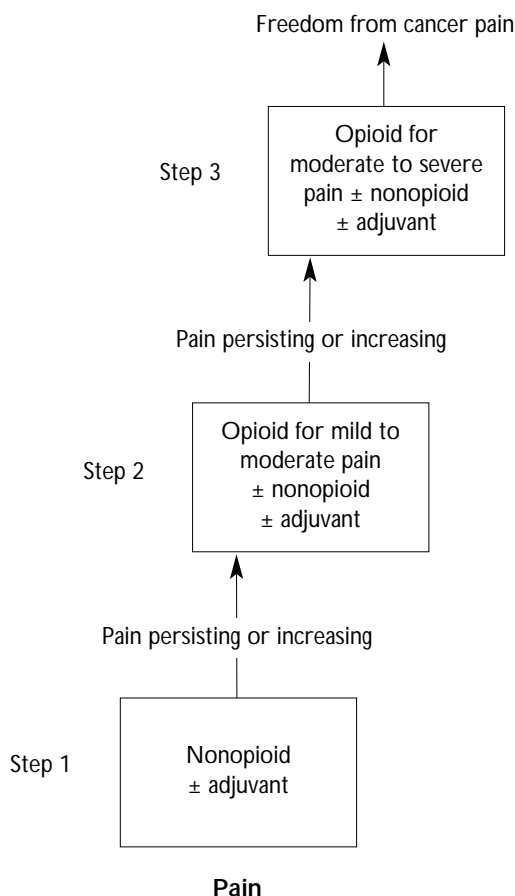 Freedom from cancer pain
Opioid for
moderate to severe
pain ± nonopioid
± adjuvant
Step 3
Pain persisting or increasing
Opioid for mild to
moderate pain
± nonopioid
± adjuvant
Step 2
Pain persisting or increasing
Nonopioid
± adjuvant
Step 1
Pain